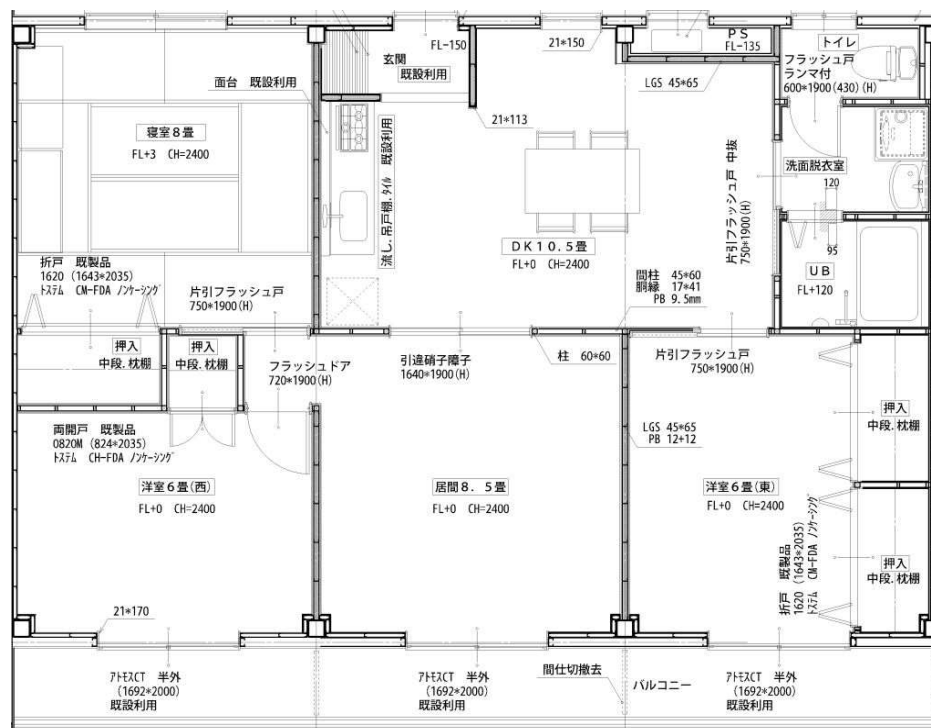 トイレ
PS
FL-135
FL-150
21*150
玄関
既設利用
フラッシュ戸
ランマ付
600*1900(430)(H)
面台 既設利用
LGS 45*65
21*113
寝室8畳
FL+3 CH=2400
流し.吊戸棚.タイル 既設利用
片引フラッシュ戸 中抜
750*1900(H)
洗面脱衣室
120
95
DK10.5畳
FL+0 CH=2400
UB
FL+120
折戸 既製品
1620 (1643*2035)
トステム CM-FDA ノンケーシング
片引フラッシュ戸
750*1900(H)
間柱 45*60
胴縁 17*41
PB 9.5mm
押入
中段.枕棚
押入
中段.枕棚
フラッシュドア
720*1900(H)
引違硝子障子
1640*1900(H)
柱 60*60
片引フラッシュ戸
750*1900(H)
押入
中段.枕棚
両開戸 既製品
0820M (824*2035)
トステム CH-FDA ノンケーシング
LGS 45*65
PB 12+12
洋室6畳(西)
FL+0 CH=2400
居間8.5畳
FL+0 CH=2400
洋室6畳(東)
FL+0 CH=2400
折戸 既製品
1620 (1643*2035)
トステム CM-FDA ノンケーシング
押入
中段.枕棚
21*170
アトモスCT 半外
(1692*2000)
既設利用
アトモスCT 半外
(1692*2000)
既設利用
間仕切撤去
バルコニー
アトモスCT 半外
(1692*2000)
既設利用